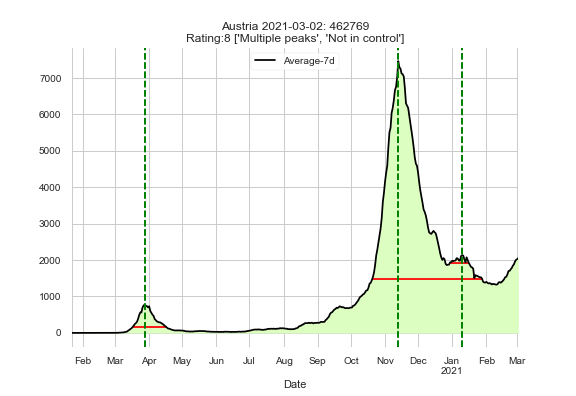 Austria 2021-03-02: 462769
Rating:8 ['Multiple peaks', 'Not in control']
Average-7d
7000
6000
5000
4000
3000
2000
1000
0
Feb Mar Apr May Jun Jul Aug Sep Oct Nov Dec Jan Feb Mar
2021
Date